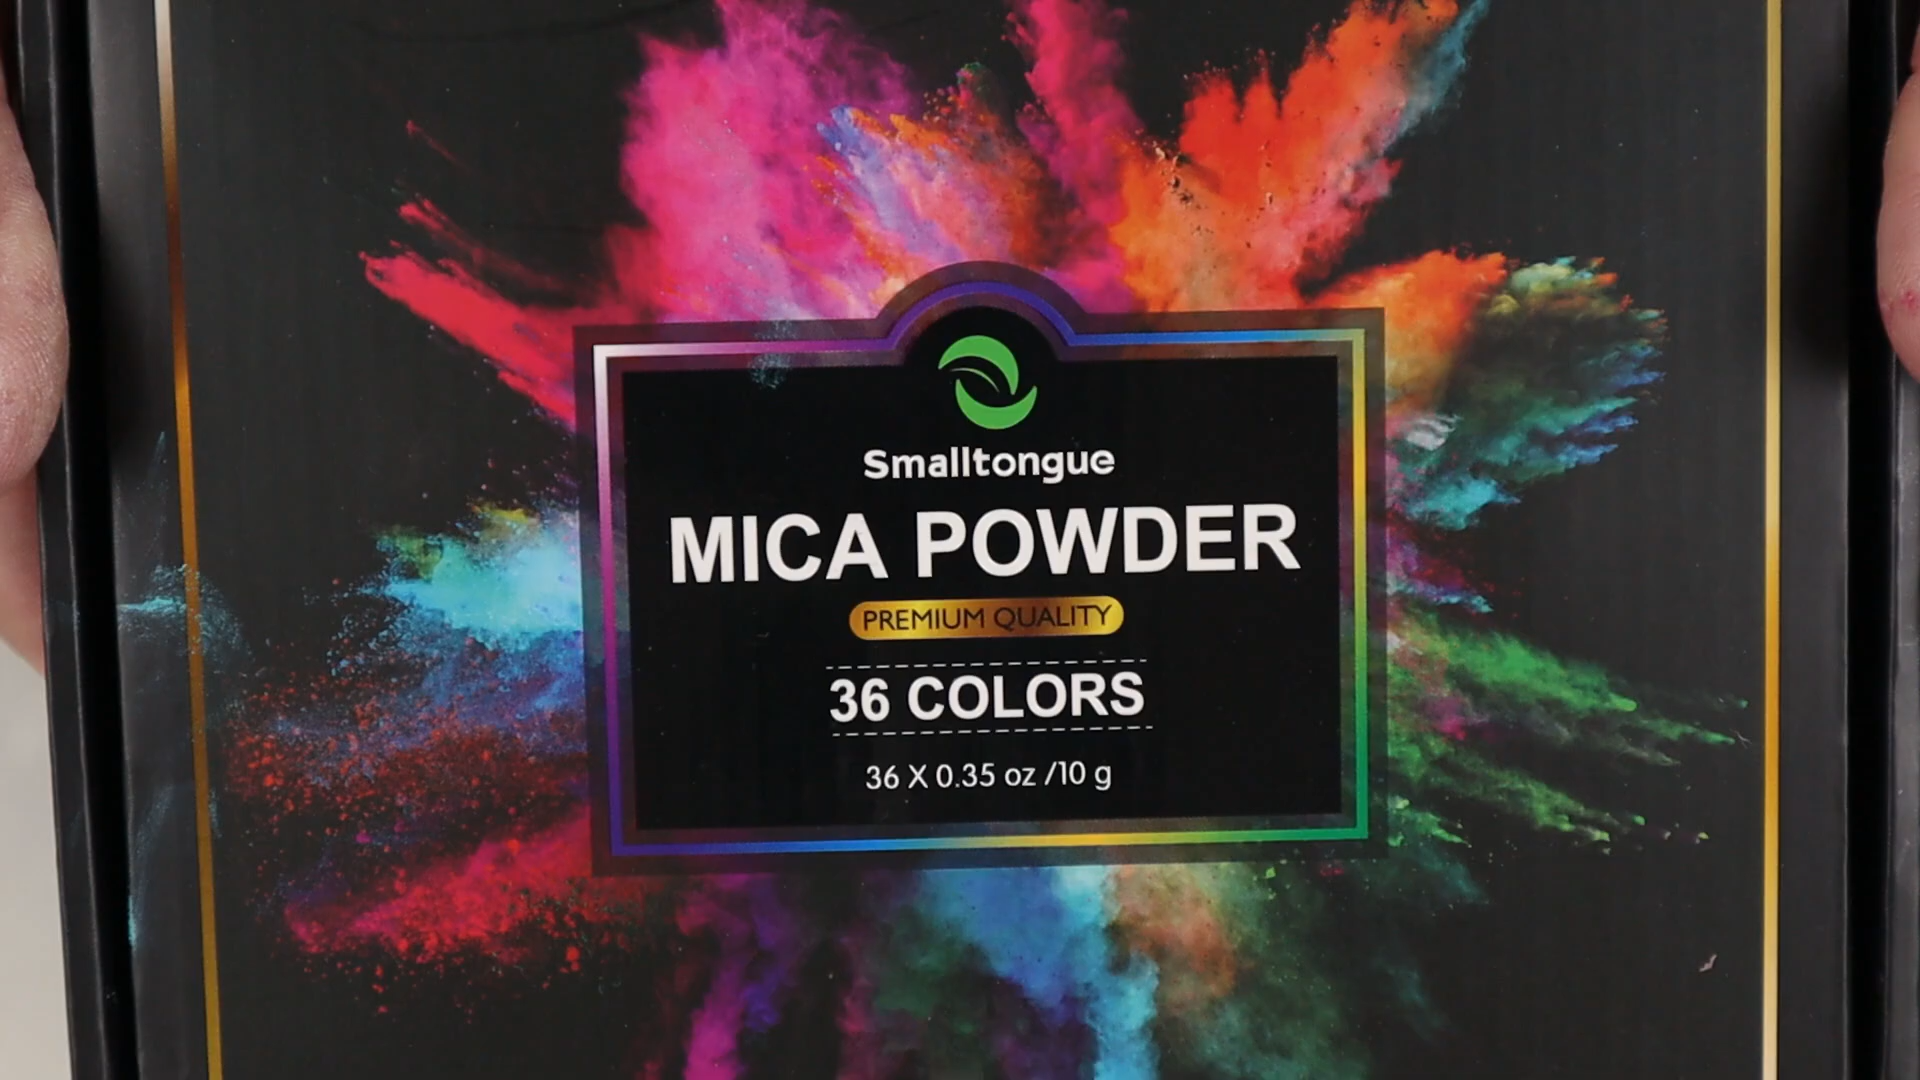 Smalltongue
MICA POWDER
PREMIUM QUALITY
36 COLORS
36 X 0.35 oz /10 g